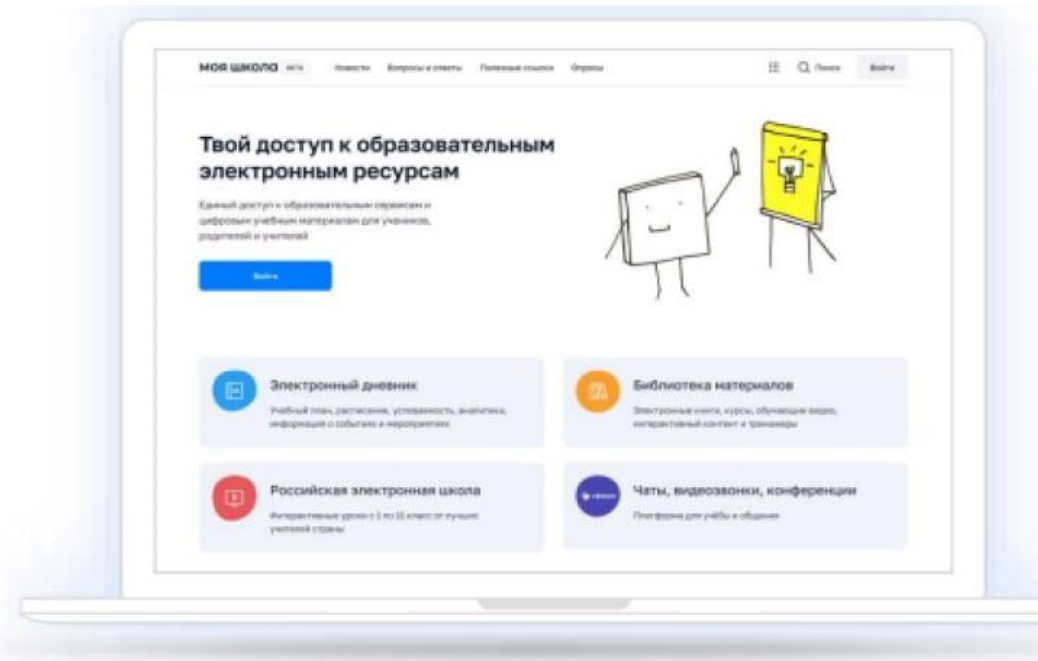 МОЯ ШКОЛА БЕТА Новости Вопросы и ответы Полезные ссылки Опросы Поиск Войти
Твой доступ к образовательным
электронным ресурсам
Единый доступ к образовательным сервисам и
цифровым учебным материалам для учеников,
родителей и учителей
Войти
Электронный дневник
Учебный план, расписание, успеваемость, аналитика,
информация о событиях и мероприятиях
Библиотека материалов
Электронные книги, курсы, обучающие видео,
интерактивный контент и тренажеры
Российская электронная школа
Интерактивные уроки с 1 по 11 класс от лучших
учителей страны
Чаты, видеозвонки, конференции
Платформа для учёбы и общения